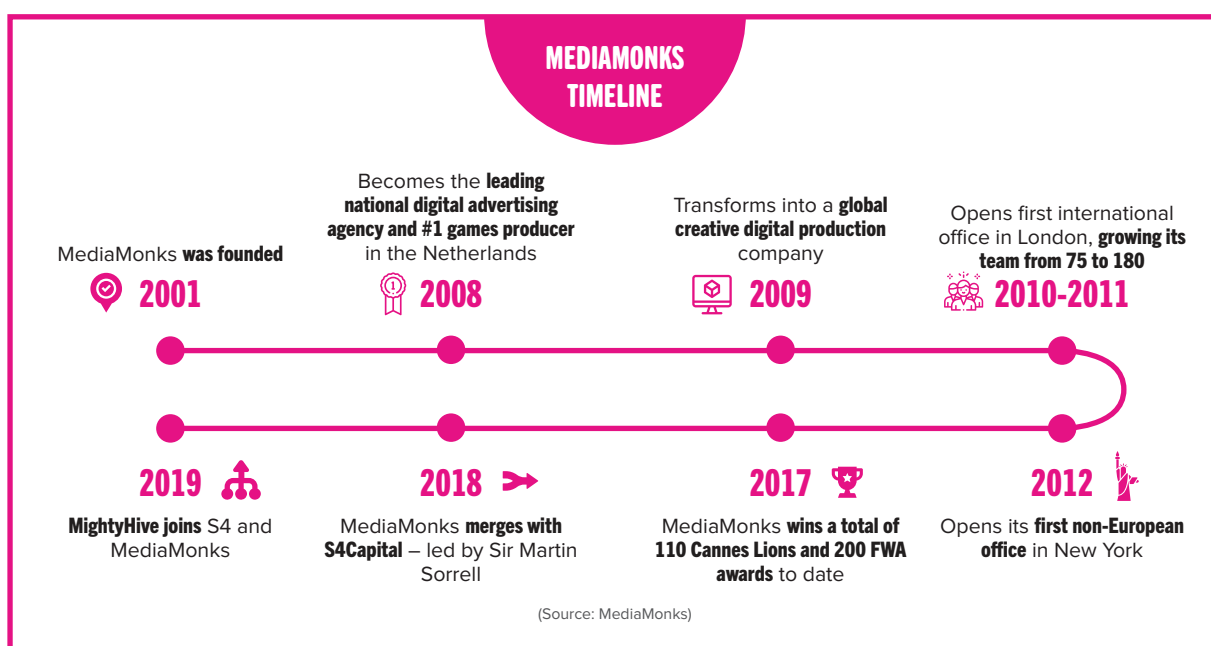 MEDIAMONKS
TIMELINE
MediaMonks was founded
2001
Becomes the leading
national digital advertising
agency and #1 games producer
in the Netherlands
1
2008
Transforms into a global
creative digital production
company
2009
Opens first international
office in London, growing its
team from 75 to 180
2010-2011
2019
MightyHive joins S4 and
MediaMonks
2018
MediaMonks merges with
S4Capital – led by Sir Martin
Sorrell
2017
MediaMonks wins a total of
110 Cannes Lions and 200 FWA
awards to date
2012
Opens its first non-European
office in New York
(Source: MediaMonks)